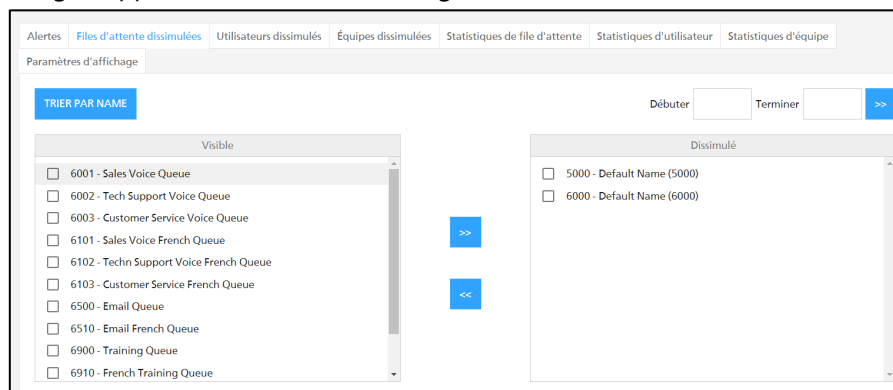 Alertes Files d'attente dissimulées Utilisateurs dissimulés Équipes dissimulées Statistiques de file d'attente Statistiques d'utilisateur Statistiques d'équipe
Paramètres d'affichage
TRIER PAR NAME Débuter Terminer >>
Visible
6001 - Sales Voice Queue
6002 - Tech Support Voice Queue
6003 - Customer Service Voice Queue
6101 - Sales Voice French Queue
6102 - Techn Support Voice French Queue
6103 - Customer Service French Queue
6500 - Email Queue
6510 - Email French Queue
6900 - Training Queue
6910 - French Training Queue
>>
<<
Dissimulé
5000 - Default Name (5000)
6000 - Default Name (6000)